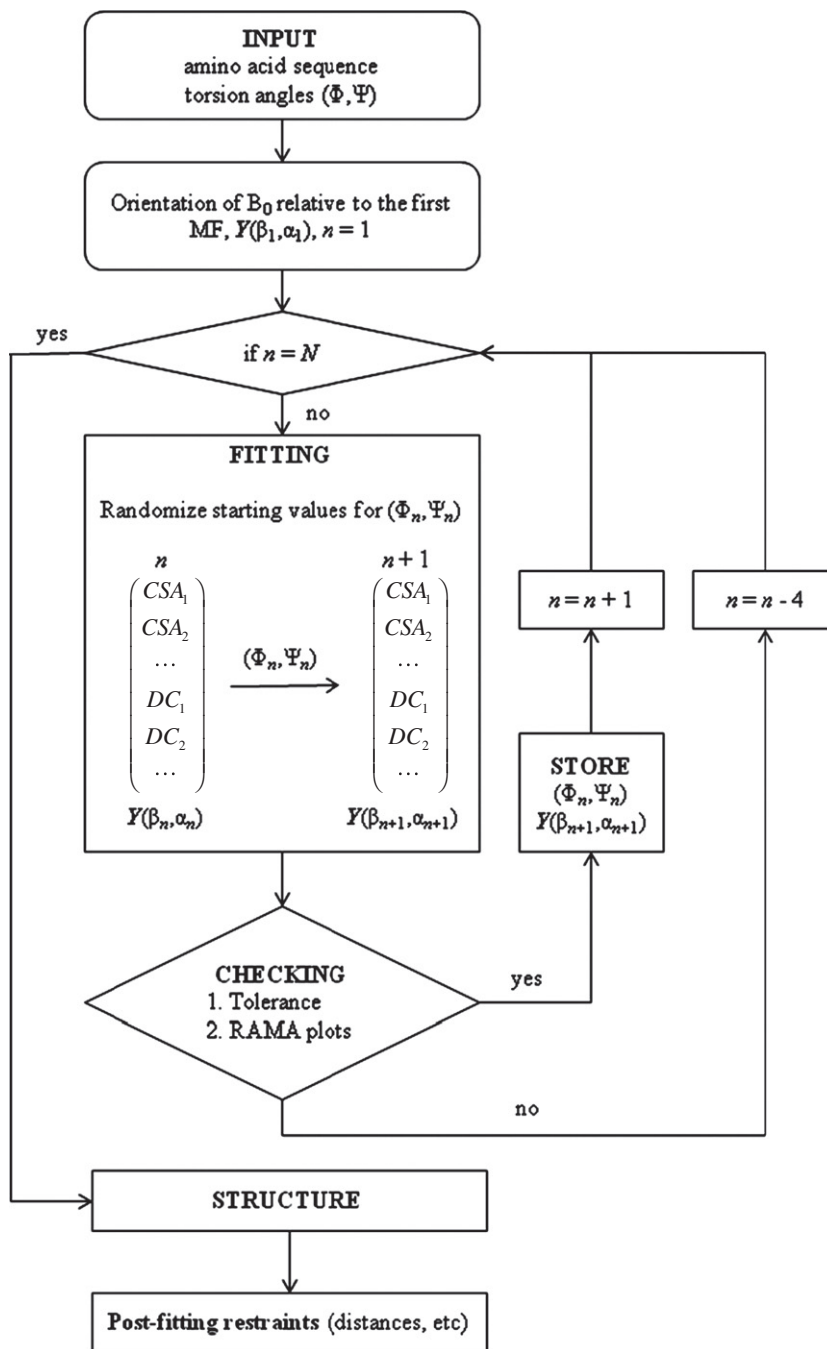 INPUT
amino acid sequence
torsion angles (Φ,Ψ)
Orientation of B₀ relative to the first
MF, Y(β₁,α₁), n = 1
yes
if n = N
no
FITTING
Randomize starting values for (Φₙ,Ψₙ)
n
n + 1
CSA₁
CSA₁
CSA₂
CSA₂
...
...
(Φₙ,Ψₙ)
DC₁
DC₁
DC₂
DC₂
...
...
Y(βₙ,αₙ)
Y(βₙ₊₁,αₙ₊₁)
n = n + 1
n = n - 4
STORE
(Φₙ,Ψₙ)
Y(βₙ₊₁,αₙ₊₁)
CHECKING
1. Tolerance
2. RAMA plots
yes
no
STRUCTURE
Post-fitting restraints (distances, etc)